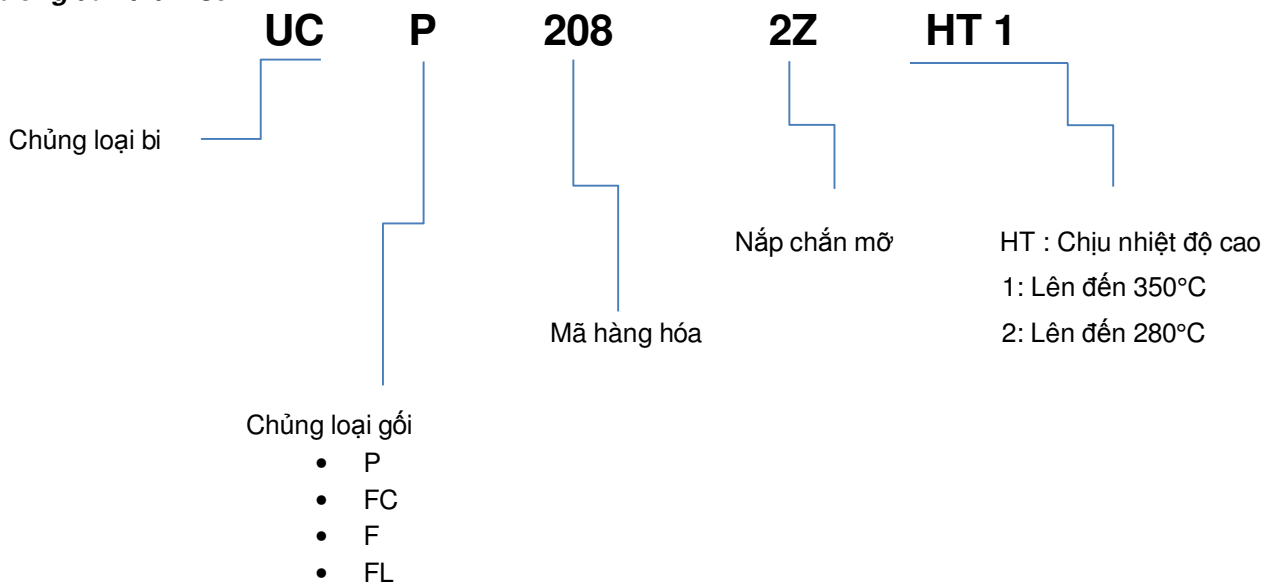 UC P 208 2Z HT 1
Chủng loại bi
Nắp chắn mỡ
HT : Chịu nhiệt độ cao
1: Lên đến 350°C
2: Lên đến 280°C
Mã hàng hóa
Chủng loại gối
• P
• FC
• F
• FL